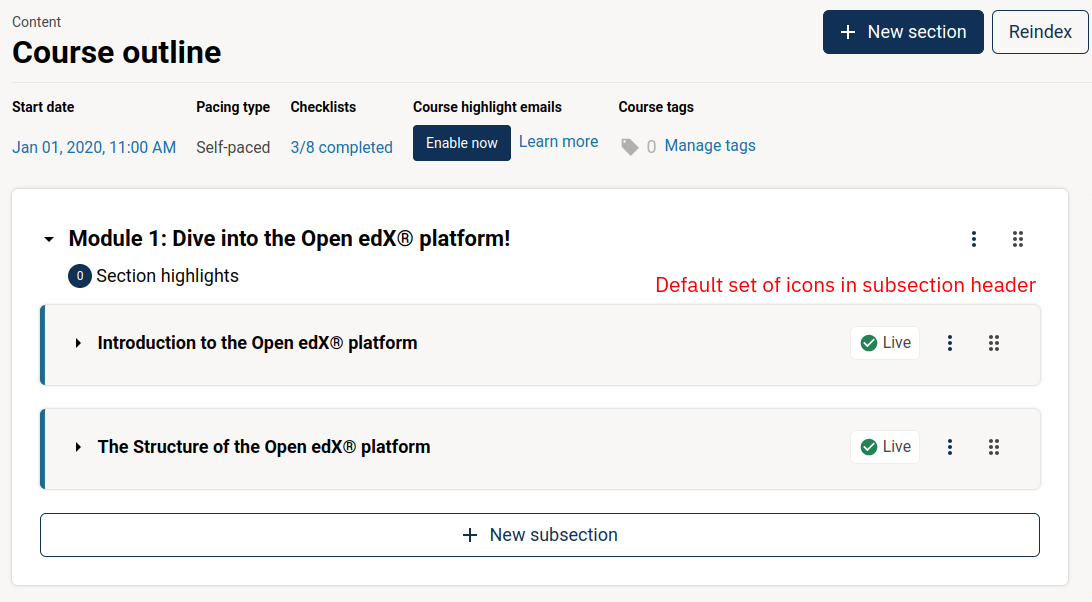 Content
Course outline
+ New section
Reindex
Start date
Pacing type
Checklists
Course highlight emails
Course tags
Jan 01, 2020, 11:00 AM
Self-paced
3/8 completed
Enable now
Learn more
0
Manage tags
Module 1: Dive into the Open edX® platform!
0 Section highlights
Default set of icons in subsection header
Introduction to the Open edX® platform
Live
The Structure of the Open edX® platform
Live
+ New subsection